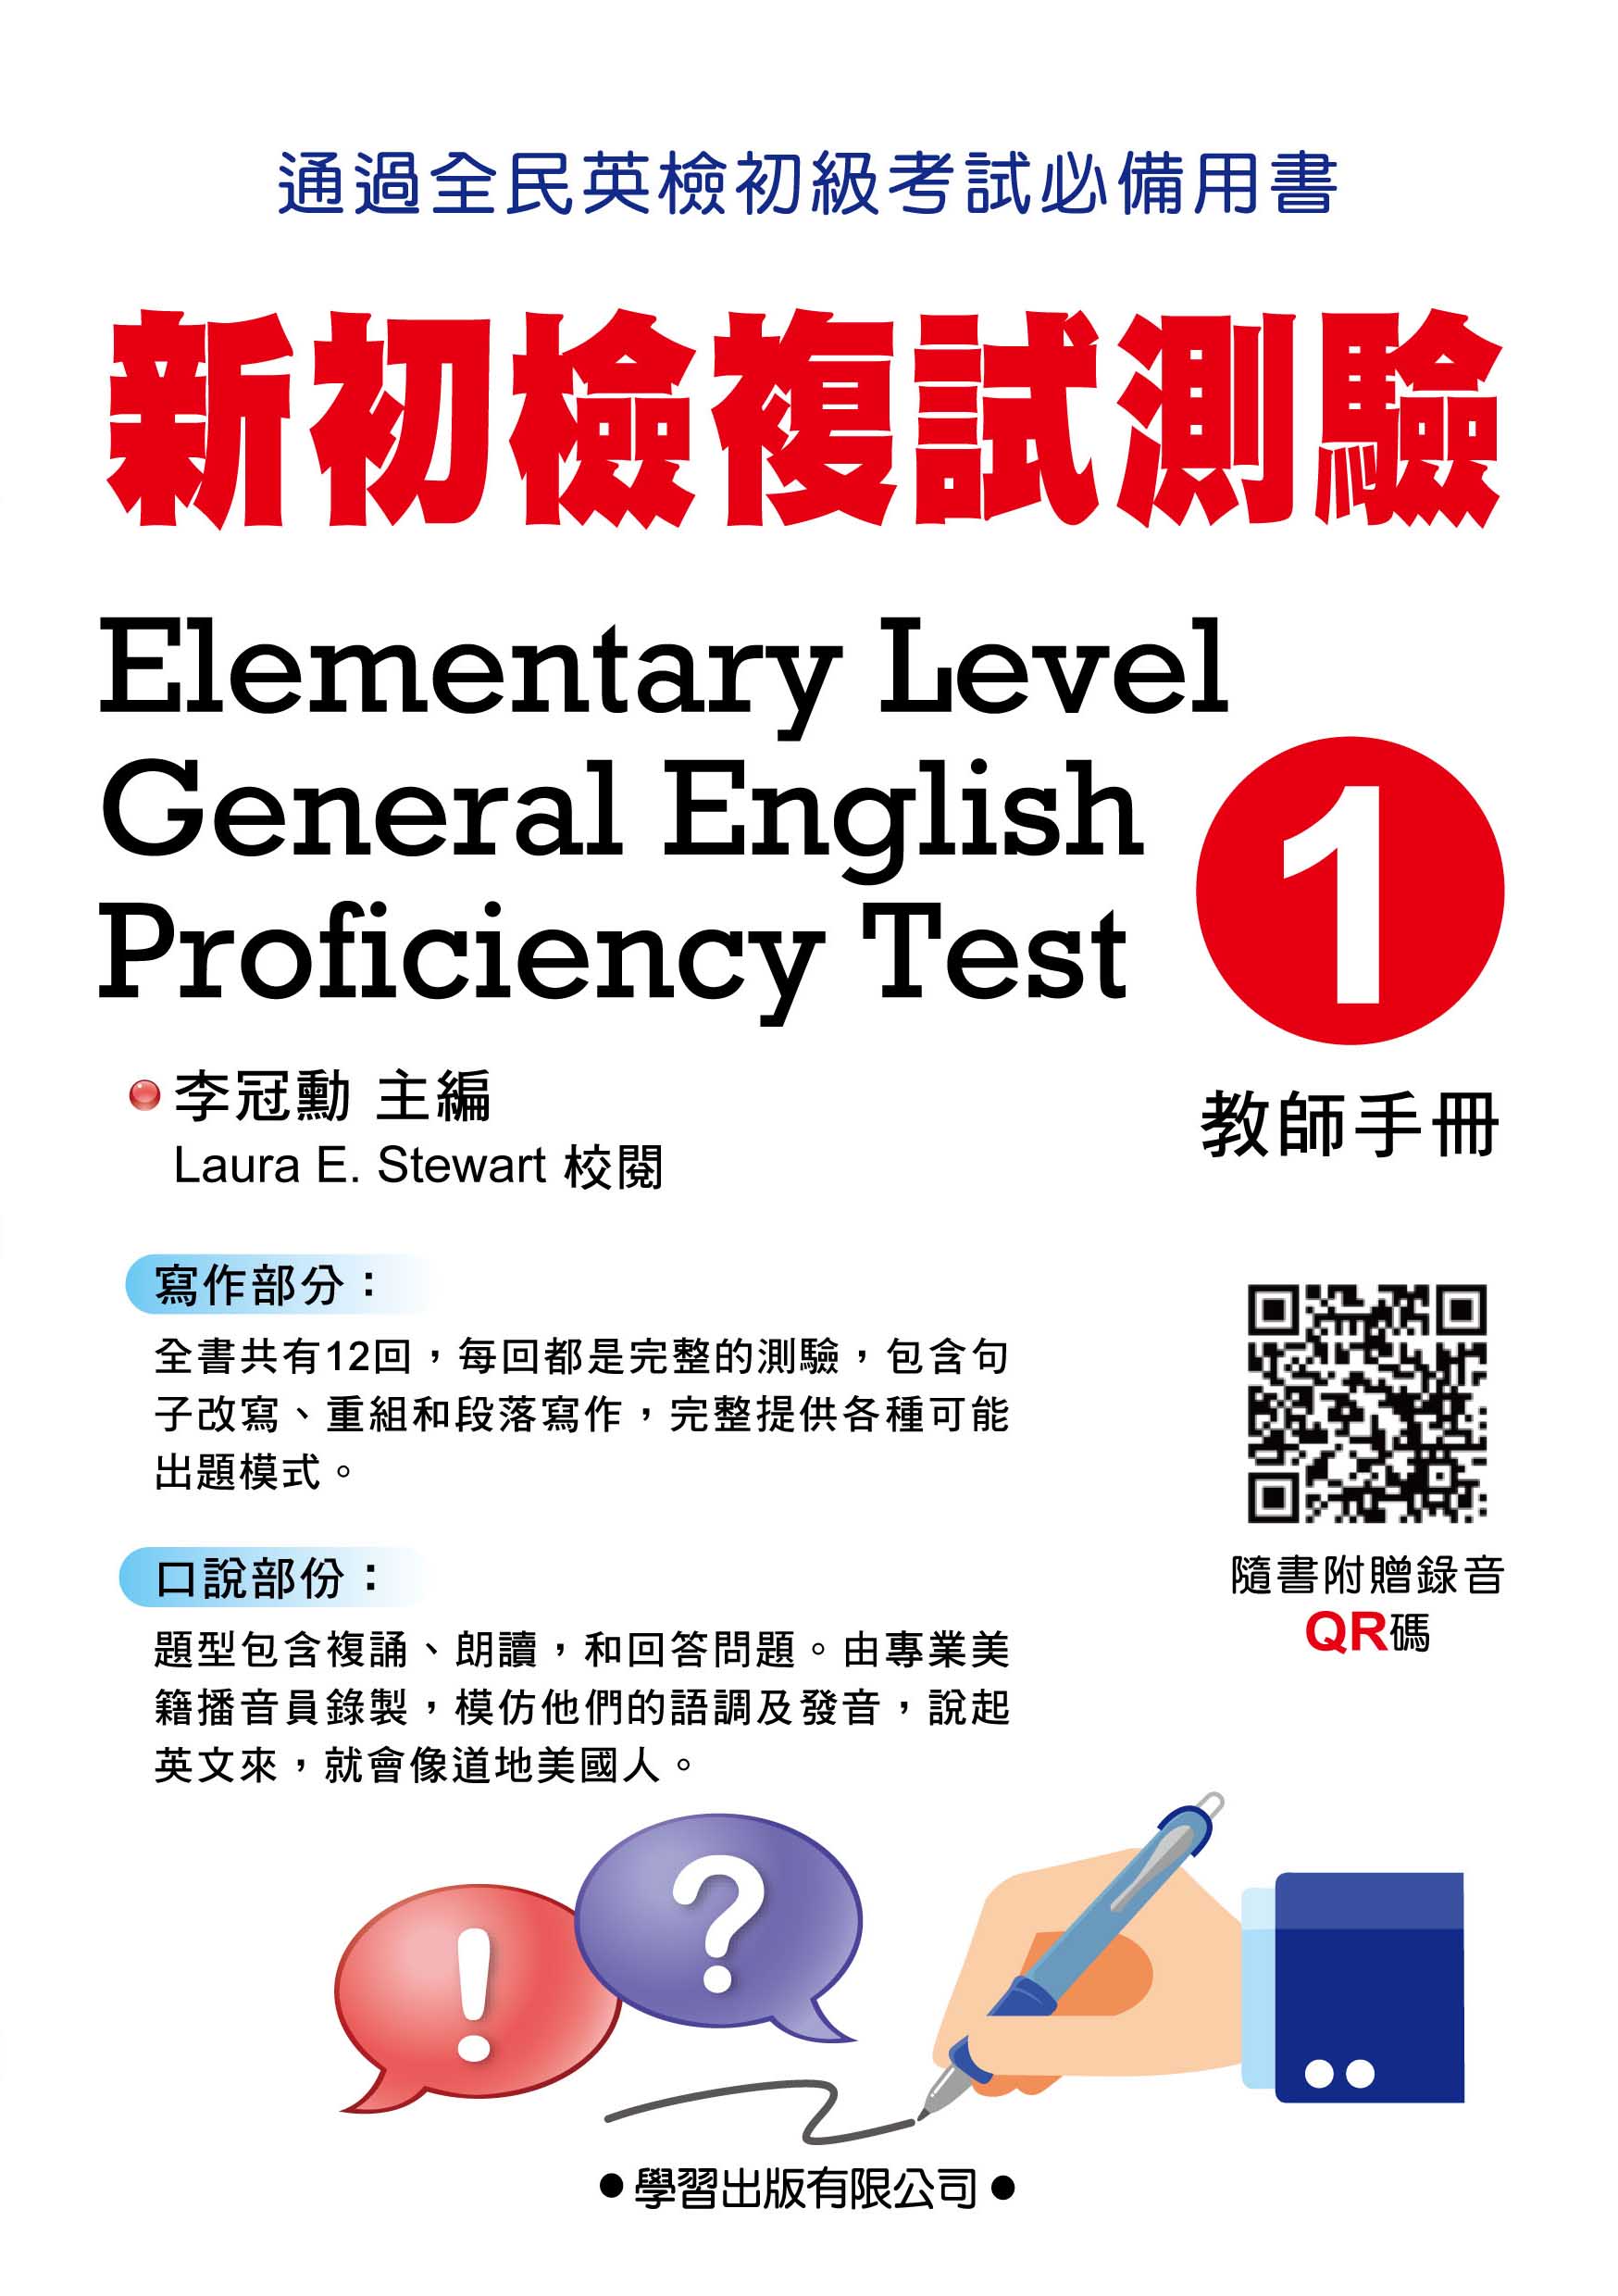 通過全民英檢初級考試必備用書
新初檢複試測驗
Elementary Level
General English
Proficiency Test
1
教師手冊
李冠勳 主編
Laura E. Stewart 校閱
寫作部分：
全書共有12回，每回都是完整的測驗，包含句
子改寫、重組和段落寫作，完整提供各種可能
出題模式。
口說部份：
題型包含複誦、朗讀，和回答問題。由專業美
籍播音員錄製，模仿他們的語調及發音，說起
英文來，就會像道地美國人。
隨書附贈錄音
QR碼
!
?
●學習出版有限公司●